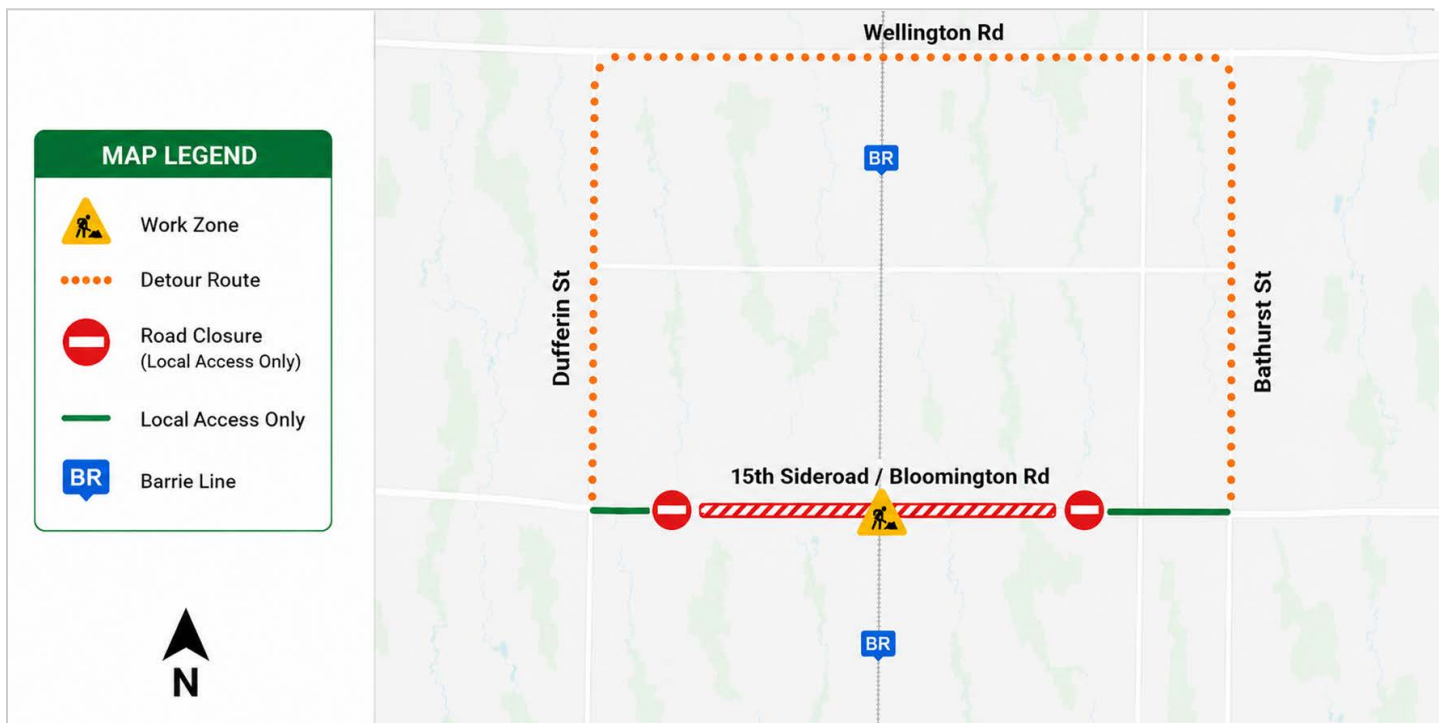 MAP LEGEND
Work Zone
Detour Route
Road Closure
(Local Access Only)
Local Access Only
BR
Barrie Line
N
Wellington Rd
BR
Dufferin St
Bathurst St
15th Sideroad / Bloomington Rd
BR